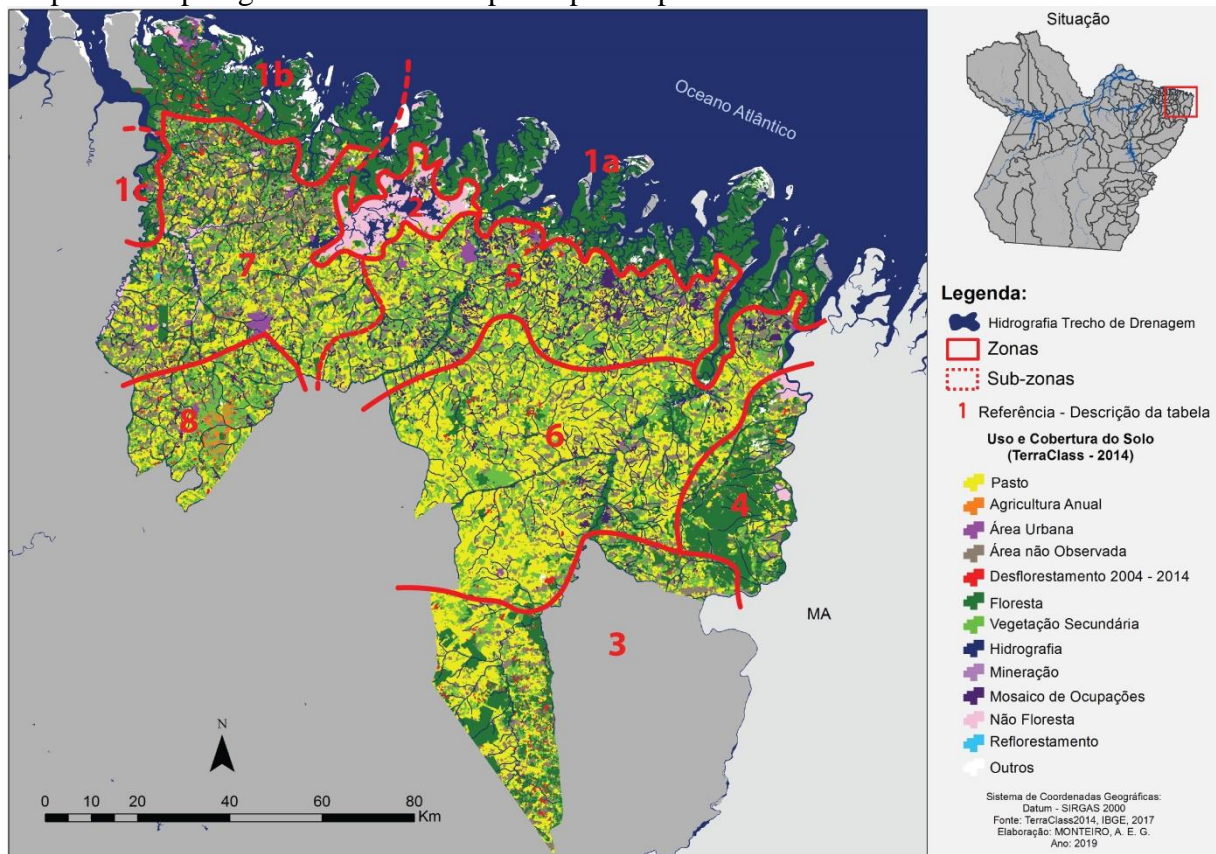 Oceano Atlântico
1b
1a
1c
2
7
5
8
6
4
3
MA
N
0 10 20 40 60 80
Km
Situação
Legenda:
Hidrografia Trecho de Drenagem
Zonas
Sub-zonas
1 Referência - Descrição da tabela
Uso e Cobertura do Solo
(TerraClass - 2014)
Pasto
Agricultura Anual
Área Urbana
Área não Observada
Desflorestamento 2004 - 2014
Floresta
Vegetação Secundária
Hidrografia
Mineração
Mosaico de Ocupações
Não Floresta
Reflorestamento
Outros
Sistema de Coordenadas Geográficas:
Datum - SIRGAS 2000
Fonte: TerraClass2014, IBGE, 2017
Elaboração: MONTEIRO, A. E. G.
Ano: 2019